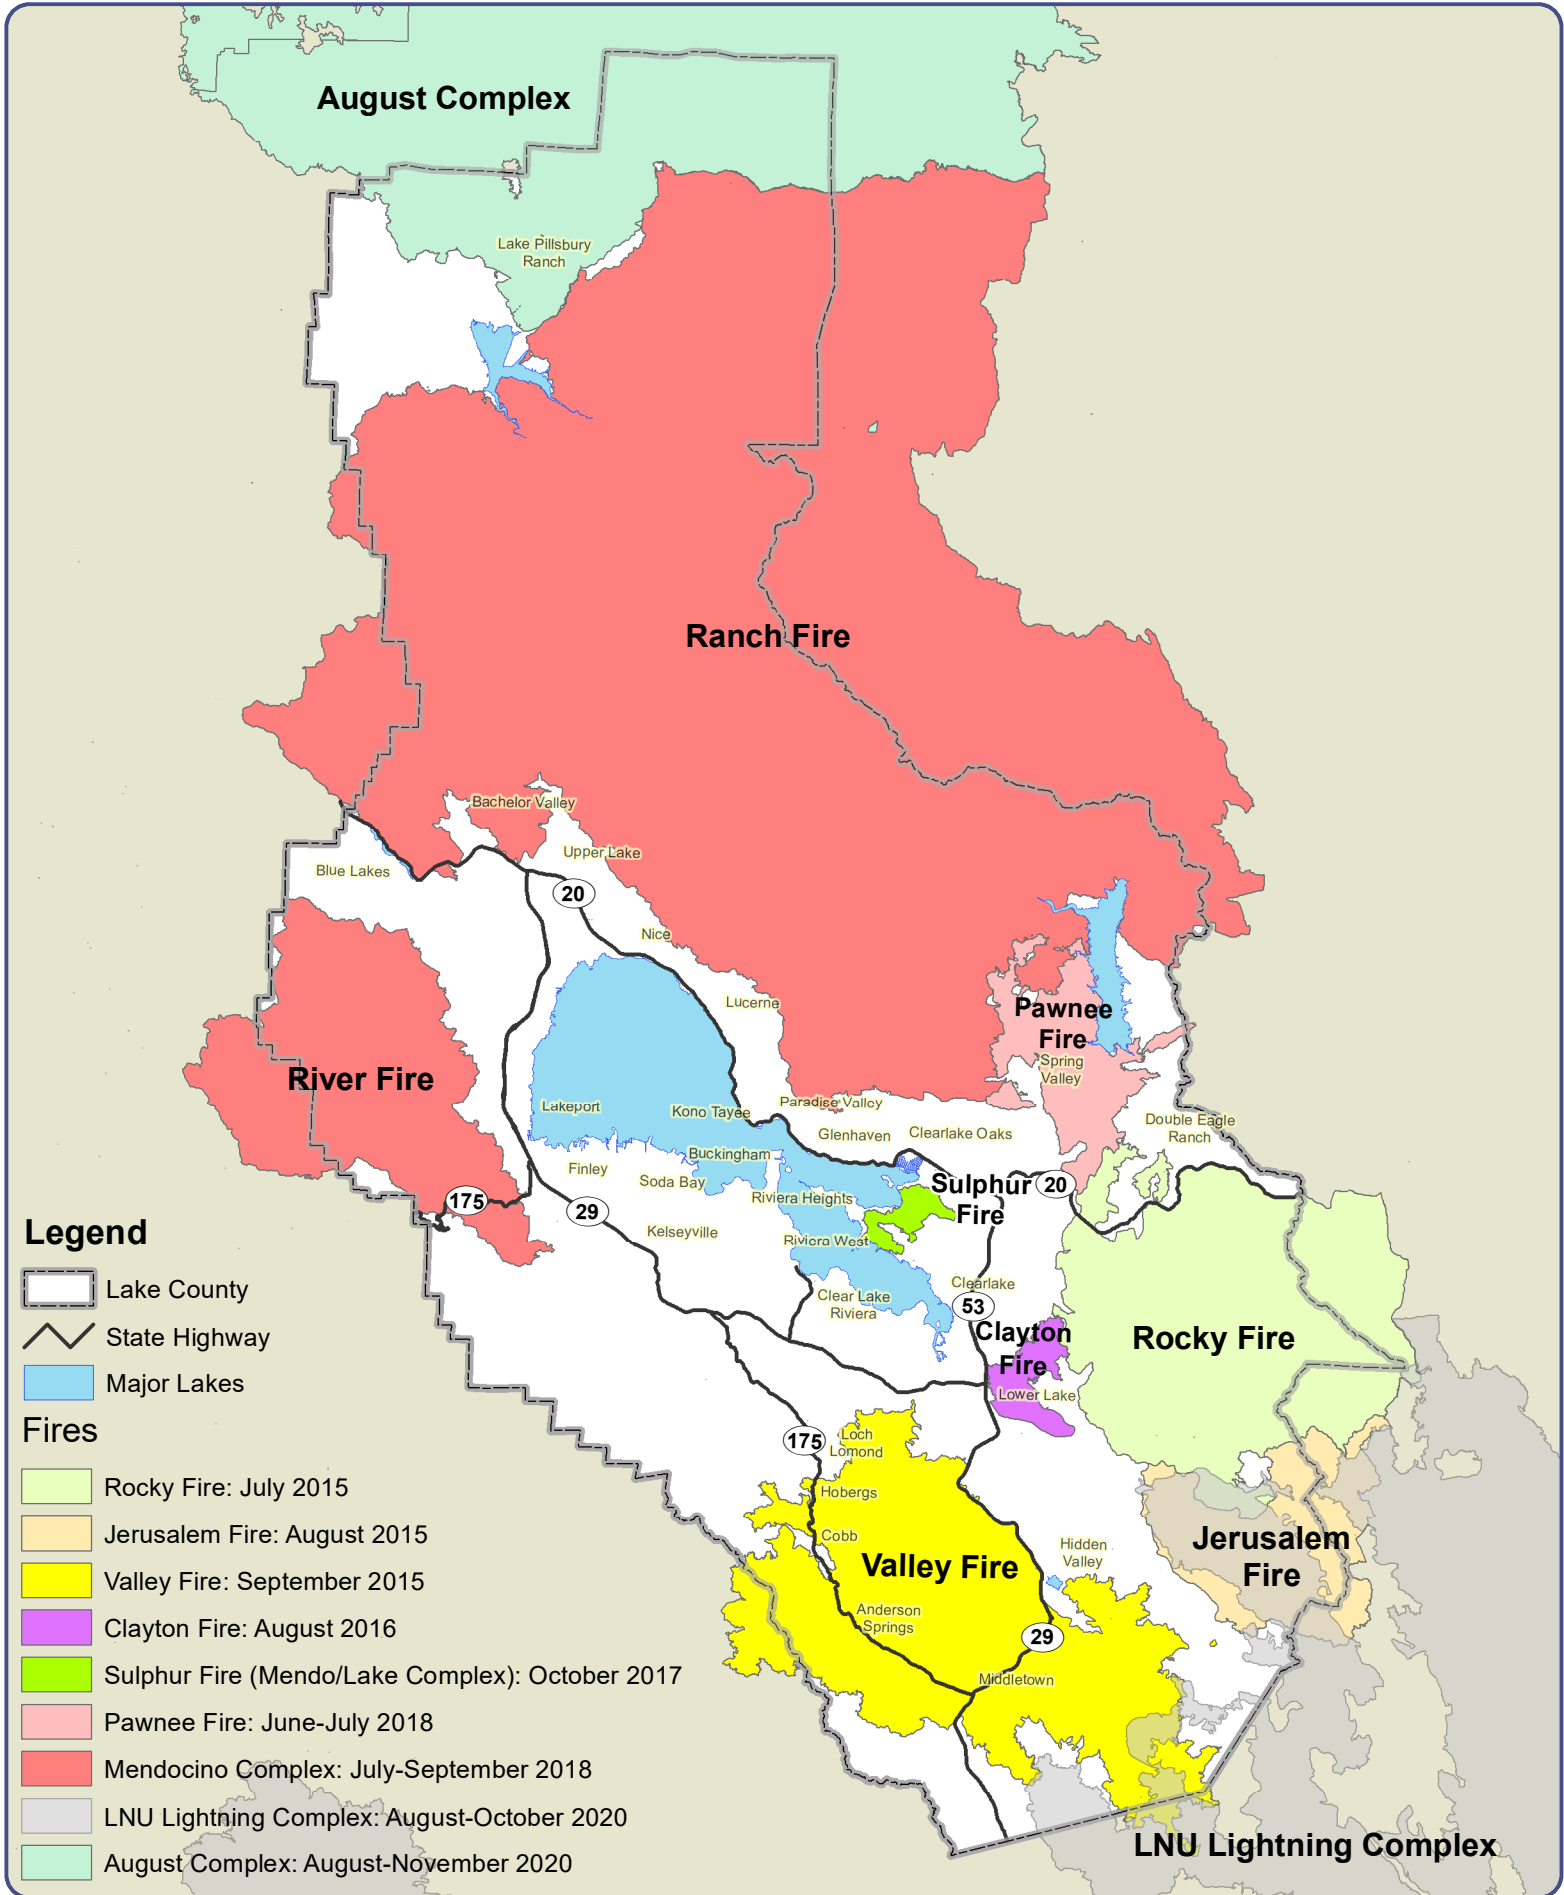 August Complex
Lake Pillsbury
Ranch
Ranch Fire
Bachelor Valley
Upper Lake
Blue Lakes
20
Nice
Lucerne
Pawnee
Fire
Spring
Valley
River Fire
Lakeport
Kono Tayee
Paradise Valley
Glenhaven
Clearlake Oaks
Double Eagle
Ranch
Buckingham
Finley
Soda Bay
Riviera Heights
Sulphur
Fire
20
175
29
Kelseyville
Riviera West
Clearlake
Clear Lake
Riviera
53
Clayton
Fire
Rocky Fire
Lower Lake
175
Loch
Lomond
Hobergs
Cobb
Valley Fire
Hidden
Valley
Jerusalem
Fire
Anderson
Springs
29
Middletown
LNU Lightning Complex
Legend
Lake County
State Highway
Major Lakes
Fires
Rocky Fire: July 2015
Jerusalem Fire: August 2015
Valley Fire: September 2015
Clayton Fire: August 2016
Sulphur Fire (Mendo/Lake Complex): October 2017
Pawnee Fire: June-July 2018
Mendocino Complex: July-September 2018
LNU Lightning Complex: August-October 2020
August Complex: August-November 2020